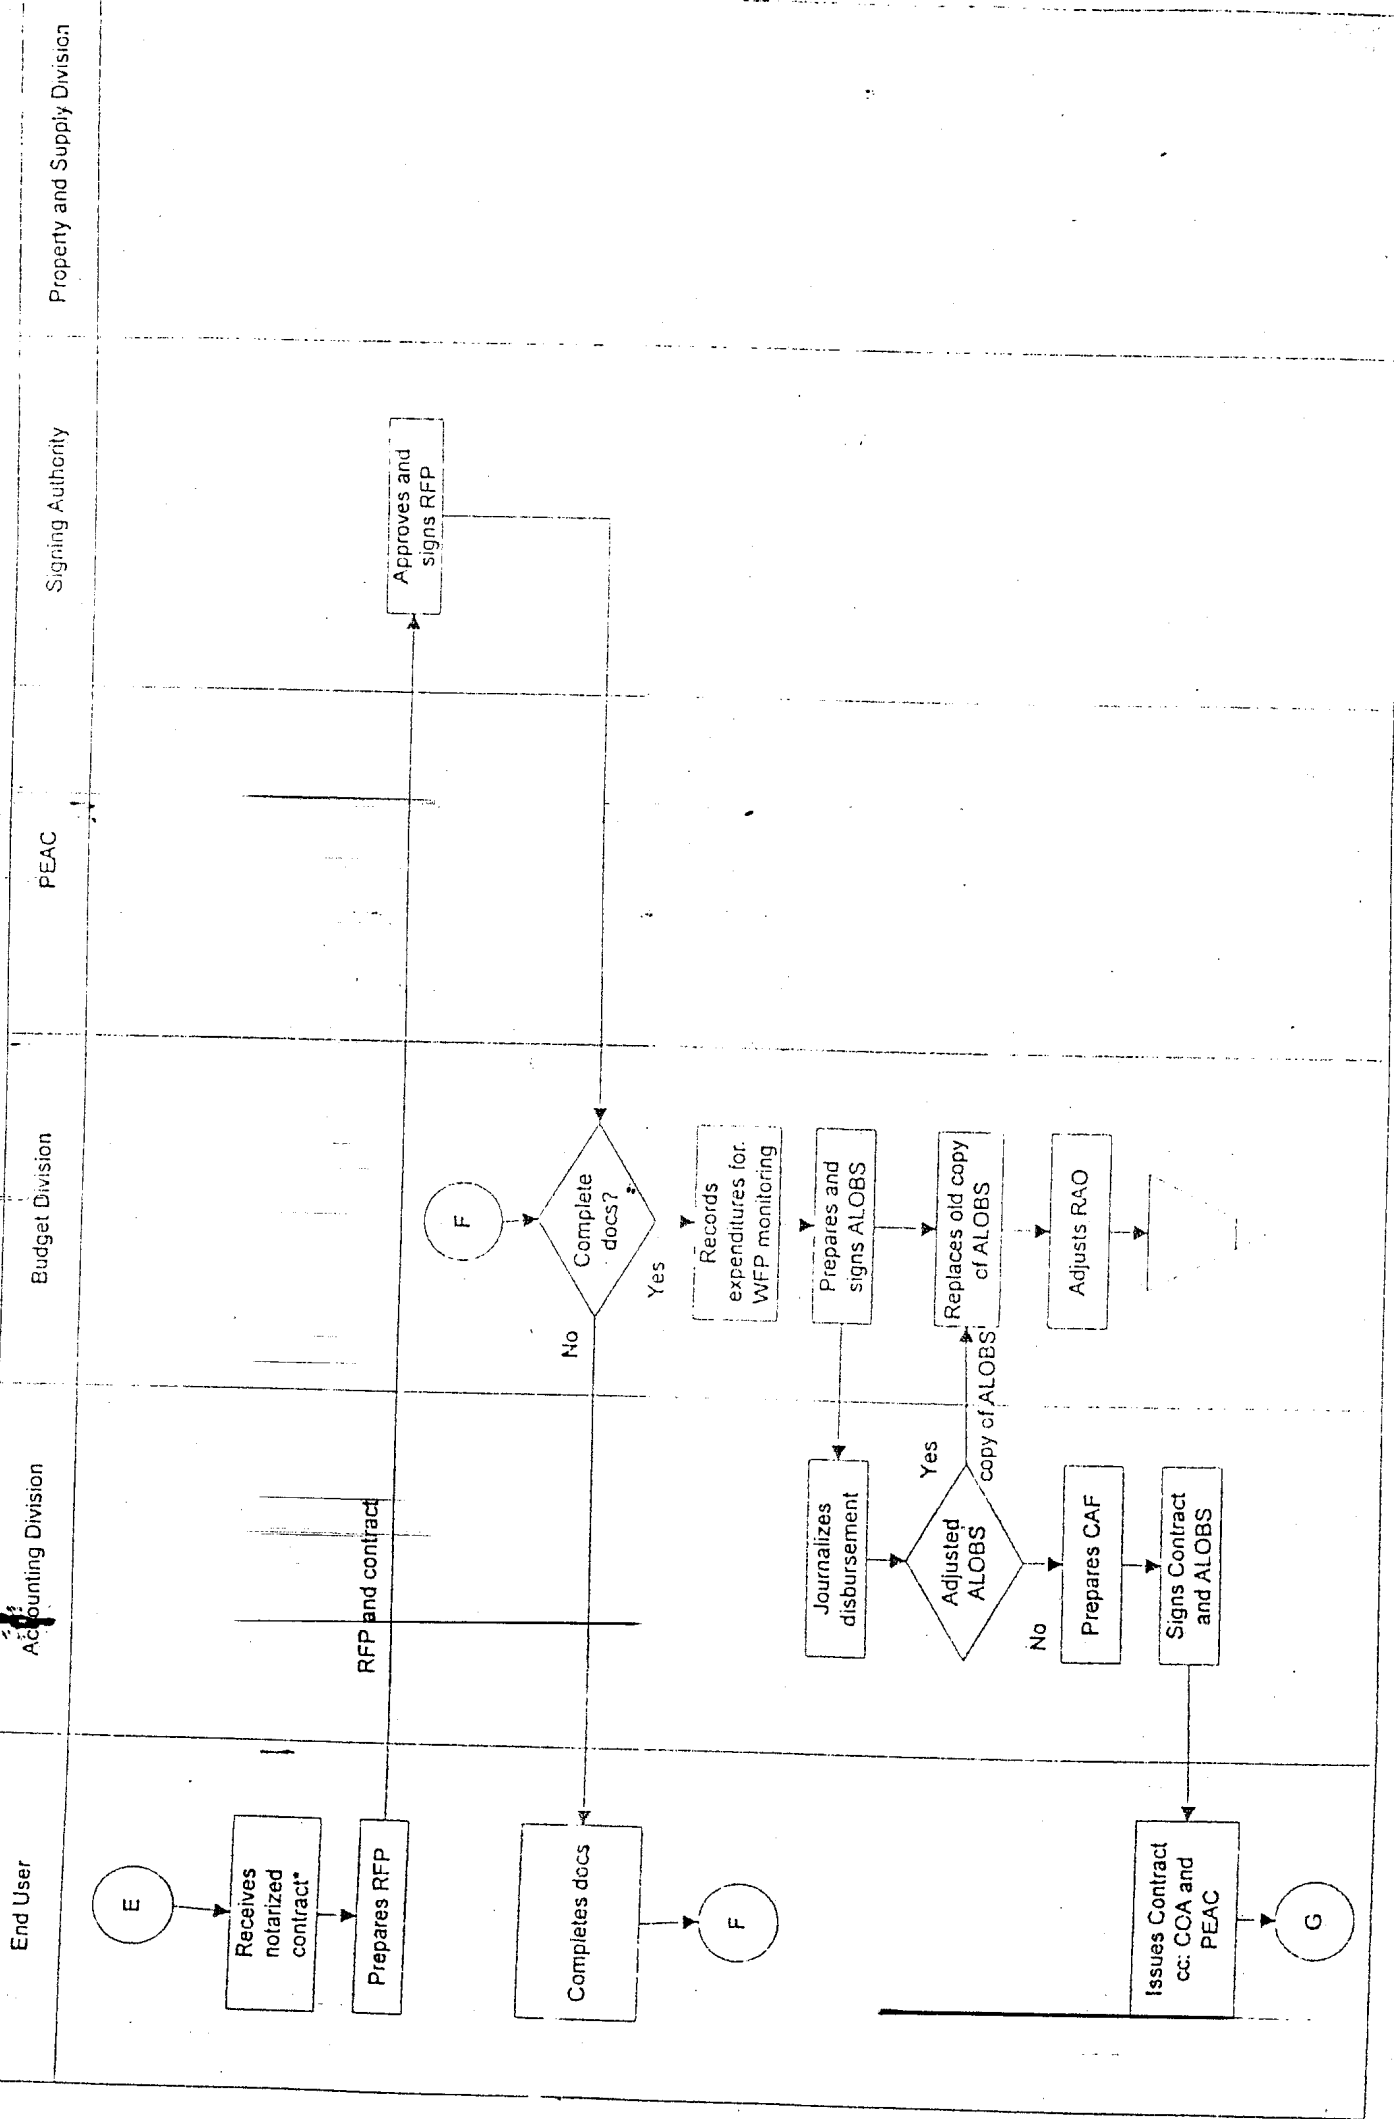 End User
Accounting Division
Budget Division
PEAC
Signing Authority
Property and Supply Division
E
Receives
notarized
contract*
Prepares RFP
RFP and contract
Approves and
signs RFP
F
Complete
docs?
No
Yes
Completes docs
F
Records
expenditures for
WFP monitoring
Prepares and
signs ALOBS
Journalizes
disbursement
Adjusted
ALOBS
Yes
copy of ALOBS
Replaces old copy
of ALOBS
Adjusts RAO
No
Prepares CAF
Signs Contract
and ALOBS
Issues Contract
cc: COA and
PEAC
G